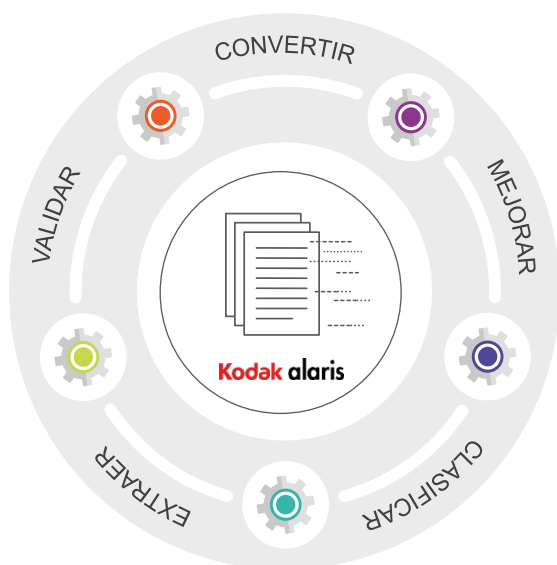 CONVERTIR
MEJORAR
CLASIFICAR
EXTRAER
VALIDAR
Kodak alaris